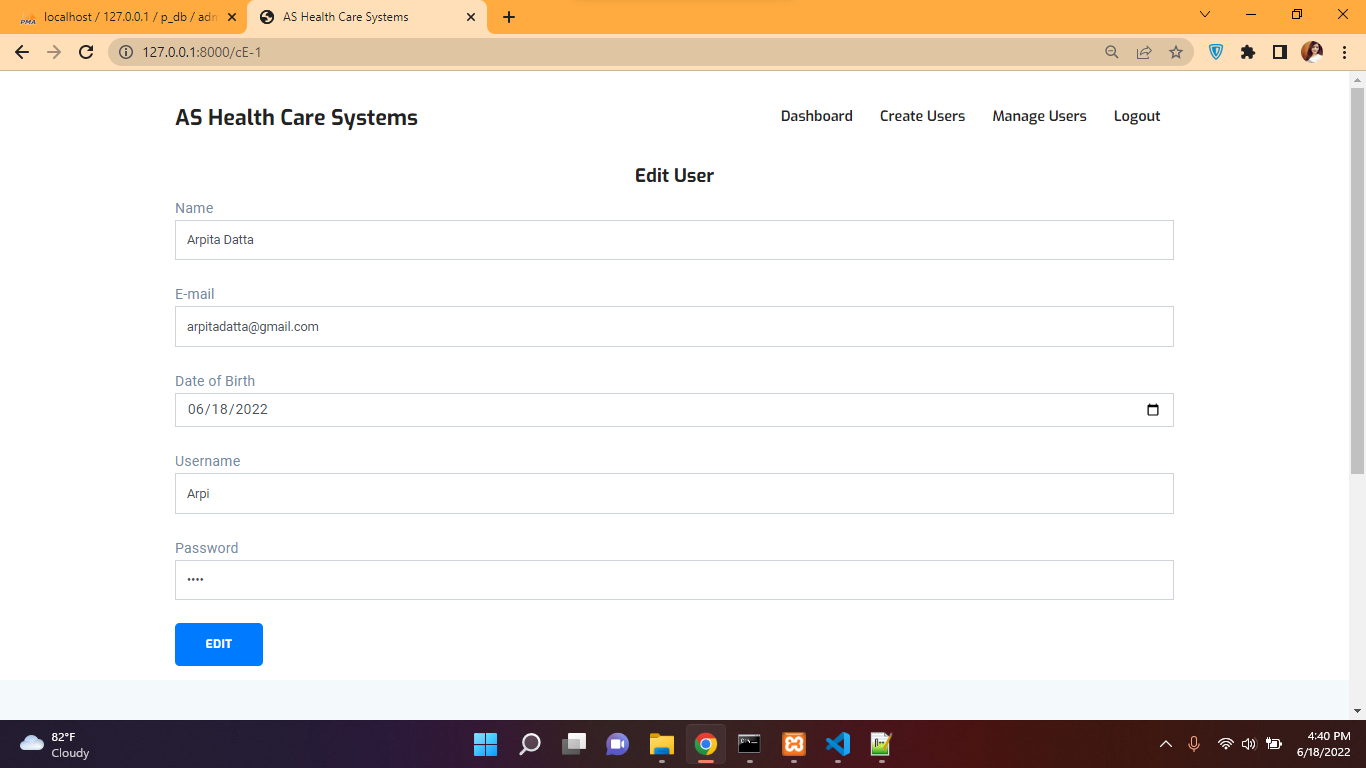 PMA localhost / 127.0.0.1 / p_db / adm
AS Health Care Systems
127.0.0.1:8000/cE-1
AS Health Care Systems
Dashboard Create Users Manage Users Logout
Edit User
Name
Arpita Datta
E-mail
arpitadatta@gmail.com
Date of Birth
06/18/2022
Username
Arpi
Password
••••
EDIT
82°F
Cloudy
4:40 PM
6/18/2022